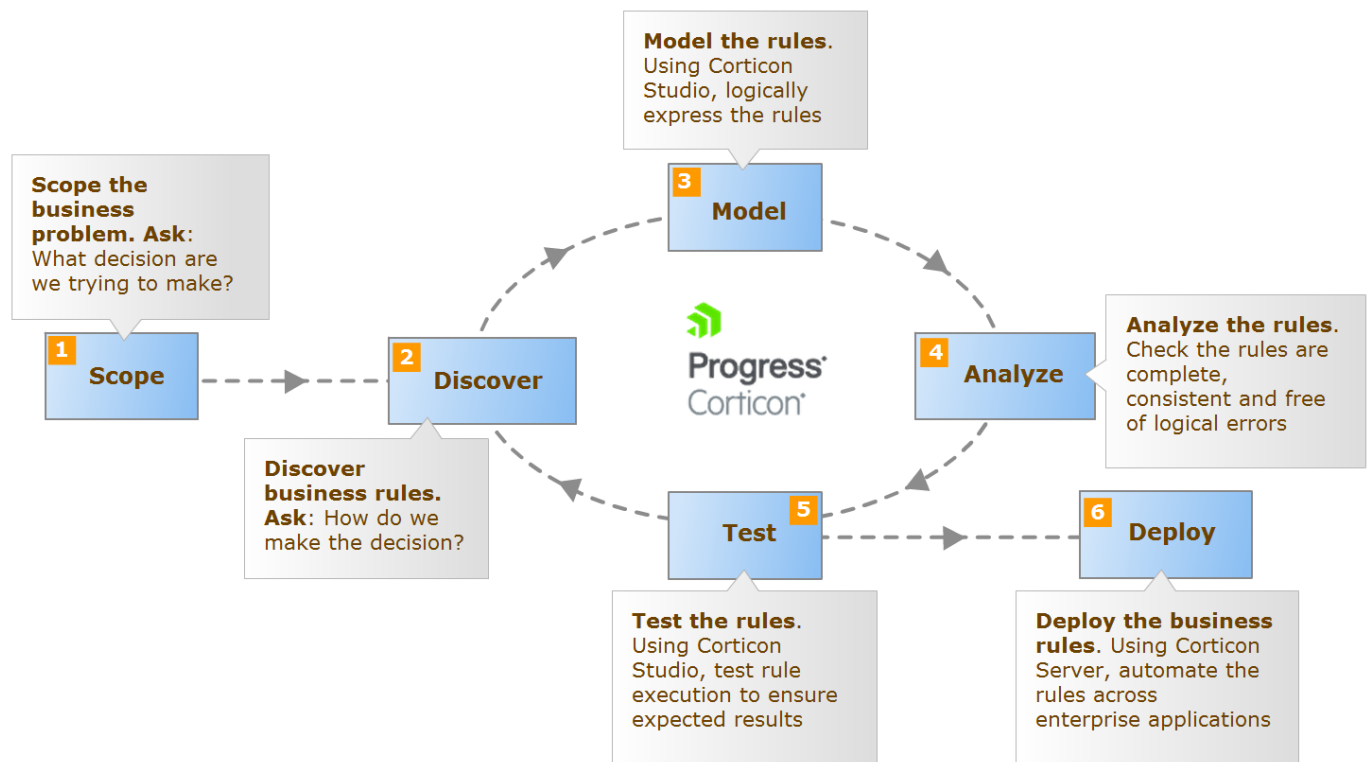 Model the rules.
Using Corticon
Studio, logically
express the rules
3
Model
Scope the
business
problem. Ask:
What decision are
we trying to make?
1
Scope
2
Discover
Progress
Corticon
4
Analyze
Analyze the rules.
Check the rules are
complete,
consistent and free
of logical errors
Discover
business rules.
Ask: How do we
make the decision?
5
Test
6
Deploy
Test the rules.
Using Corticon
Studio, test rule
execution to ensure
expected results
Deploy the business
rules. Using Corticon
Server, automate the
rules across
enterprise applications